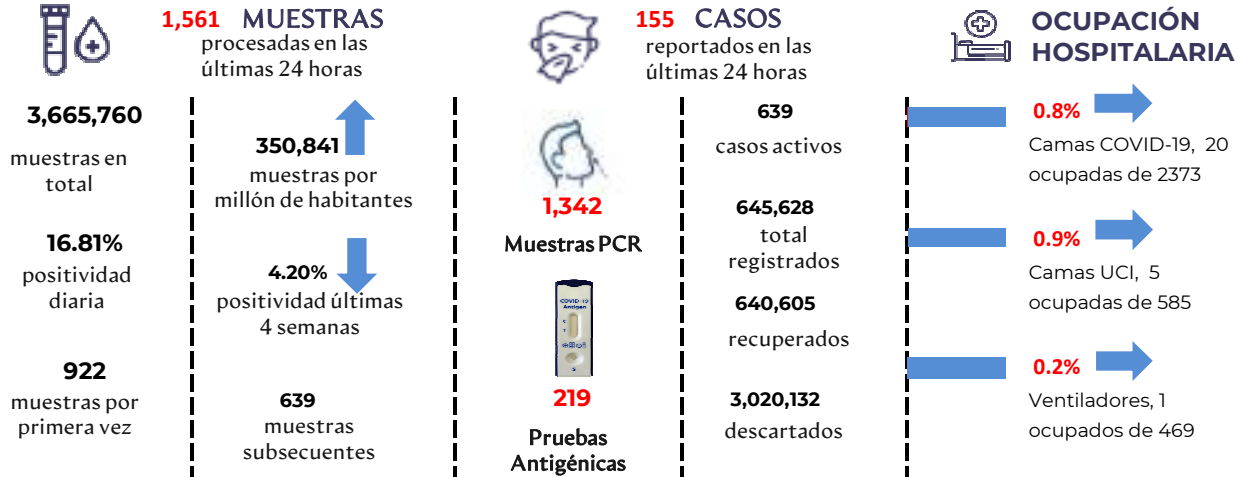 1,561 MUESTRAS
procesadas en las
últimas 24 horas
3,665,760
muestras en
total
16.81%
positividad
diaria
922
muestras por
primera vez
350,841
muestras por
millón de habitantes
4.20%
positividad últimas
4 semanas
639
muestras
subsecuentes
155 CASOS
reportados en las
últimas 24 horas
1,342
Muestras PCR
COVID-19
Antigen
C
T
S
219
Pruebas
Antigénicas
639
casos activos
645,628
total
registrados
640,605
recuperados
3,020,132
descartados
OCUPACIÓN
HOSPITALARIA
0.8%
Camas COVID-19, 20
ocupadas de 2373
0.9%
Camas UCI, 5
ocupadas de 585
0.2%
Ventiladores, 1
ocupados de 469